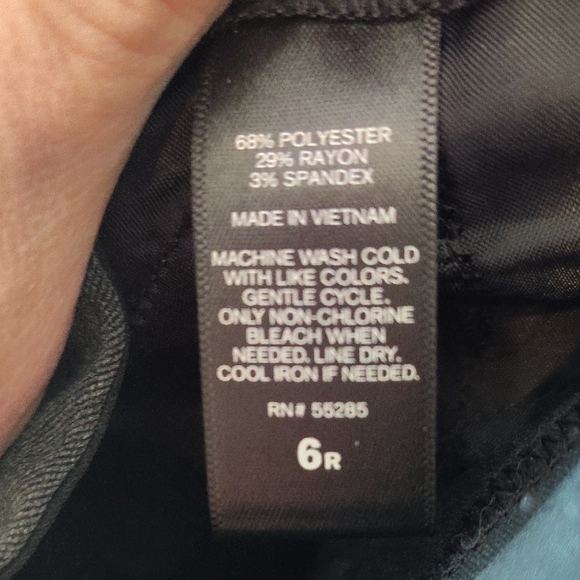 68% POLYESTER
29% RAYON
3% SPANDEX
MADE IN VIETNAM
MACHINE WASH COLD
WITH LIKE COLORS.
GENTLE CYCLE.
ONLY NON-CHLORINE
BLEACH WHEN
NEEDED. LINE DRY.
COOL IRON IF NEEDED.
RN# 55285
6R